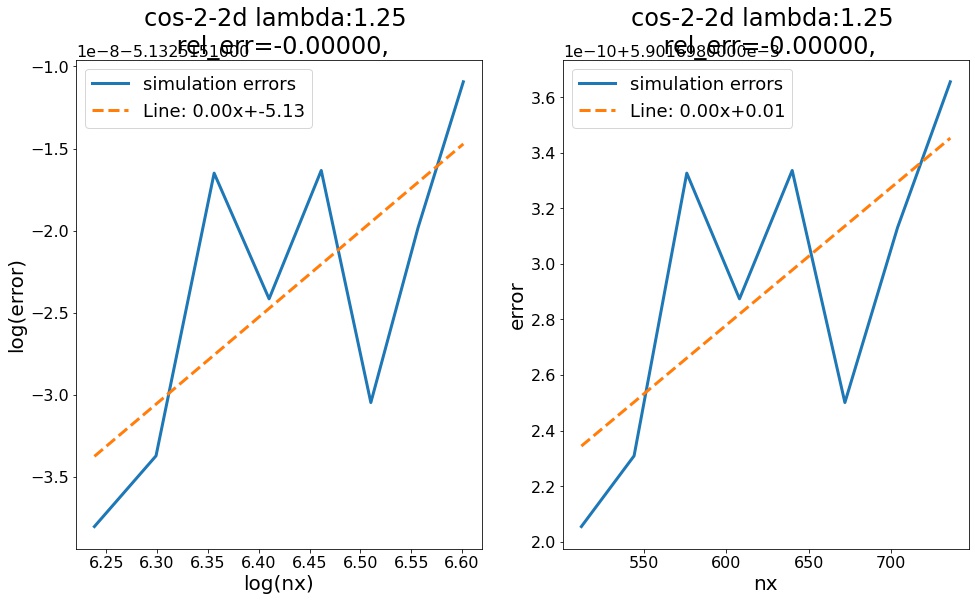 cos-2-2d lambda:1.25
rel_err=-0.00000,
1e−8−5.1325151000
simulation errors
Line: 0.00x+-5.13
−1.0
−1.5
−2.0
−2.5
−3.0
−3.5
log(error)
6.25 6.30 6.35 6.40 6.45 6.50 6.55 6.60
log(nx)
cos-2-2d lambda:1.25
rel_err=-0.00000,
1e−10+5.9016980000e−3
simulation errors
Line: 0.00x+0.01
3.6
3.4
3.2
3.0
2.8
2.6
2.4
2.2
2.0
error
550 600 650 700
nx